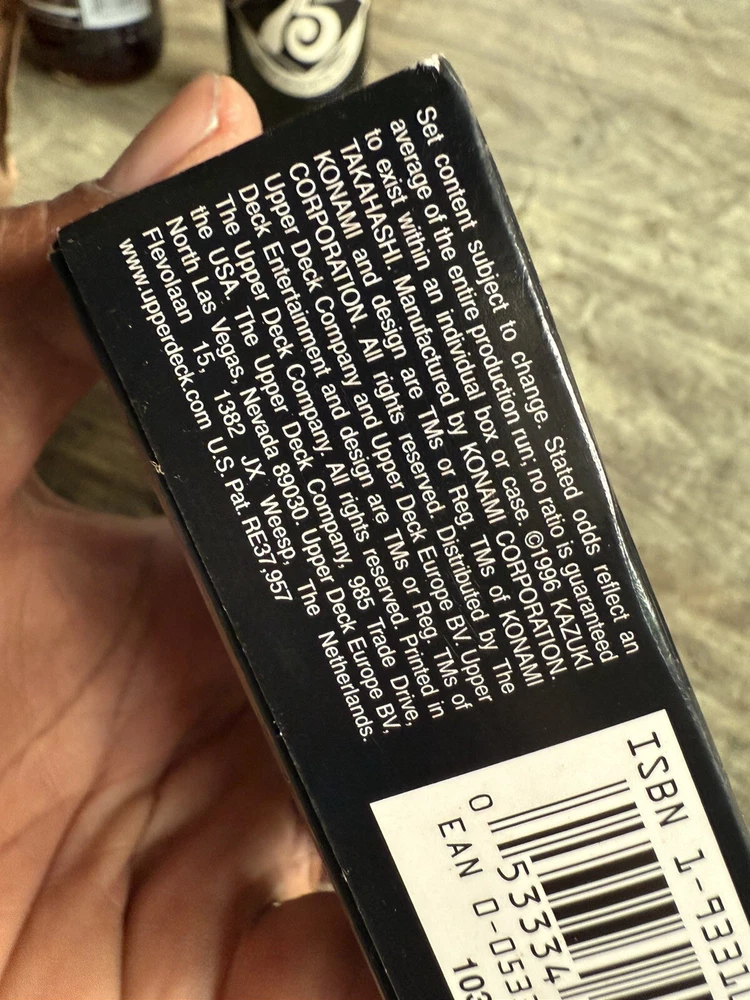 Set content subject to change. Stated odds reflect an
average of the entire production run; no ratio is guaranteed
to exist within an individual box or case. ©1996 KAZUKI
TAKAHASHI. Manufactured by KONAMI CORPORATION.
KONAMI and design are TMs or Reg. TMs of KONAMI
CORPORATION. All rights reserved. Distributed by The
Upper Deck Company and Upper Deck Europe BV. Upper
Deck Entertainment and design are TMs or Reg. TMs of
The Upper Deck Company. All rights reserved. Printed in
the USA. The Upper Deck Company, 985 Trade Drive,
North Las Vegas, Nevada 89030. Upper Deck Europe BV,
Flevolaan 15, 1382 JX Weesp, The Netherlands.
www.upperdeck.com U.S. Pat. RE37,957
ISBN 1-9331
0 53334
EAN 0-053
103